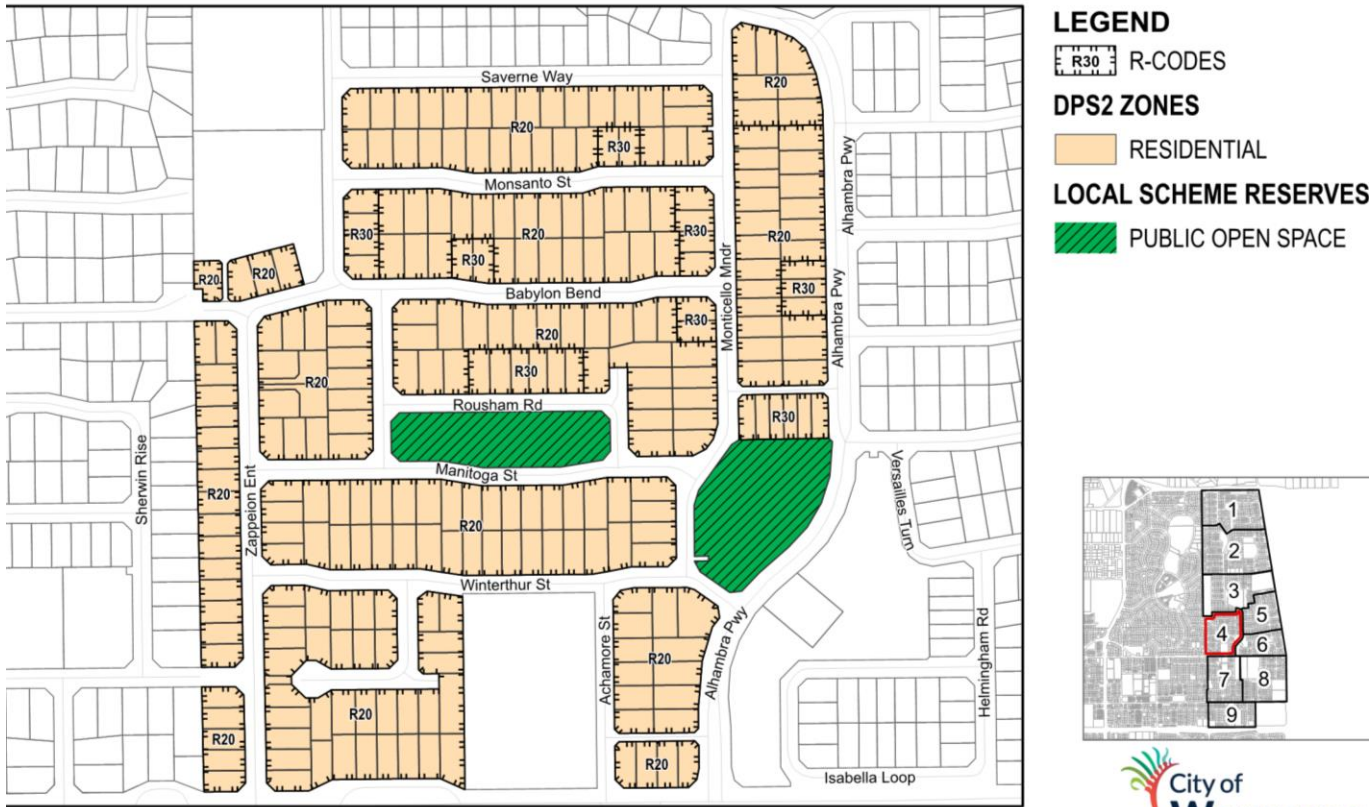 Saverne Way
R20
R20
R30
Monsanto St
Alhambra Pwy
R30
R20
R30
R30
R20
Monticello Mndr
R20
R20
R30
Babylon Bend
R30
R20
Alhambra Pwy
R20
R30
Rousham Rd
R30
Sherwin Rise
Zappeion Ent
R20
Manitoga St
R20
Versailles Turn
Winterthur St
Achamore St
R20
Alhambra Pwy
Helmingham Rd
R20
R20
R20
Isabella Loop
LEGEND
R30 R-CODES
DPS2 ZONES
RESIDENTIAL
LOCAL SCHEME RESERVES
PUBLIC OPEN SPACE
1
2
3
5
4
6
7
8
9
City of